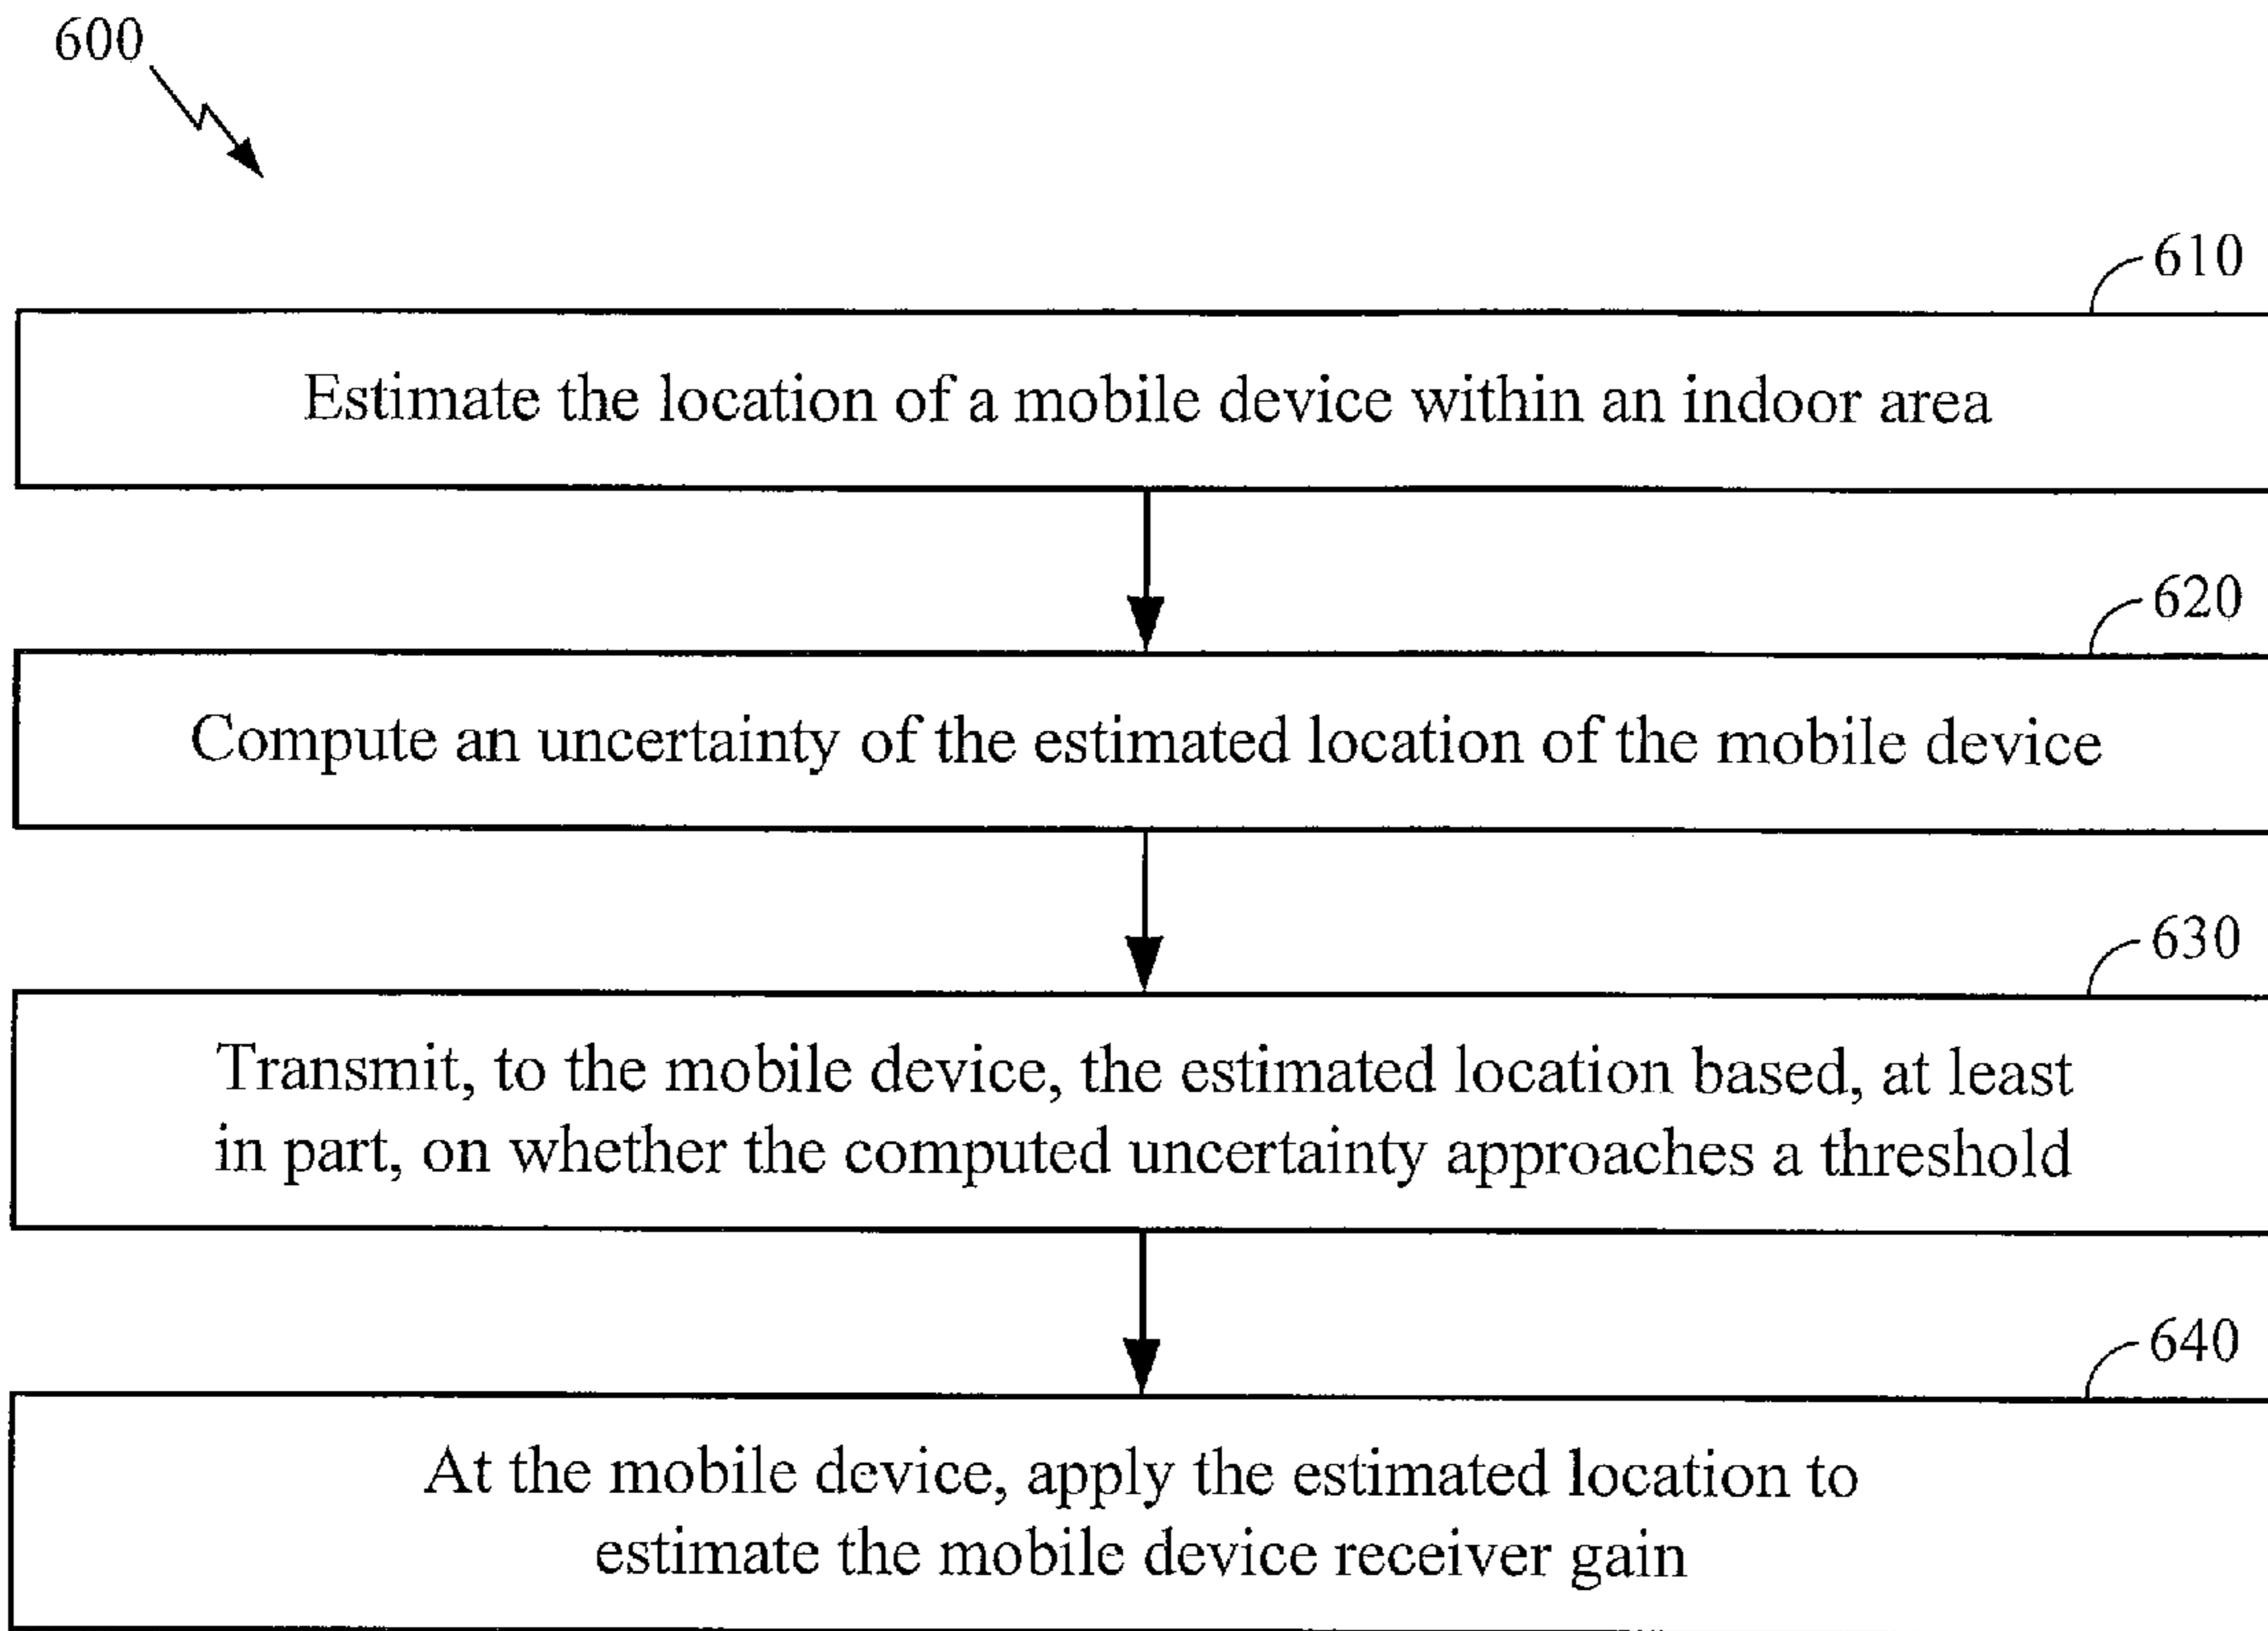 600
610
Estimate the location of a mobile device within an indoor area
620
Compute an uncertainty of the estimated location of the mobile device
630
Transmit, to the mobile device, the estimated location based, at least
in part, on whether the computed uncertainty approaches a threshold
640
At the mobile device, apply the estimated location to
estimate the mobile device receiver gain